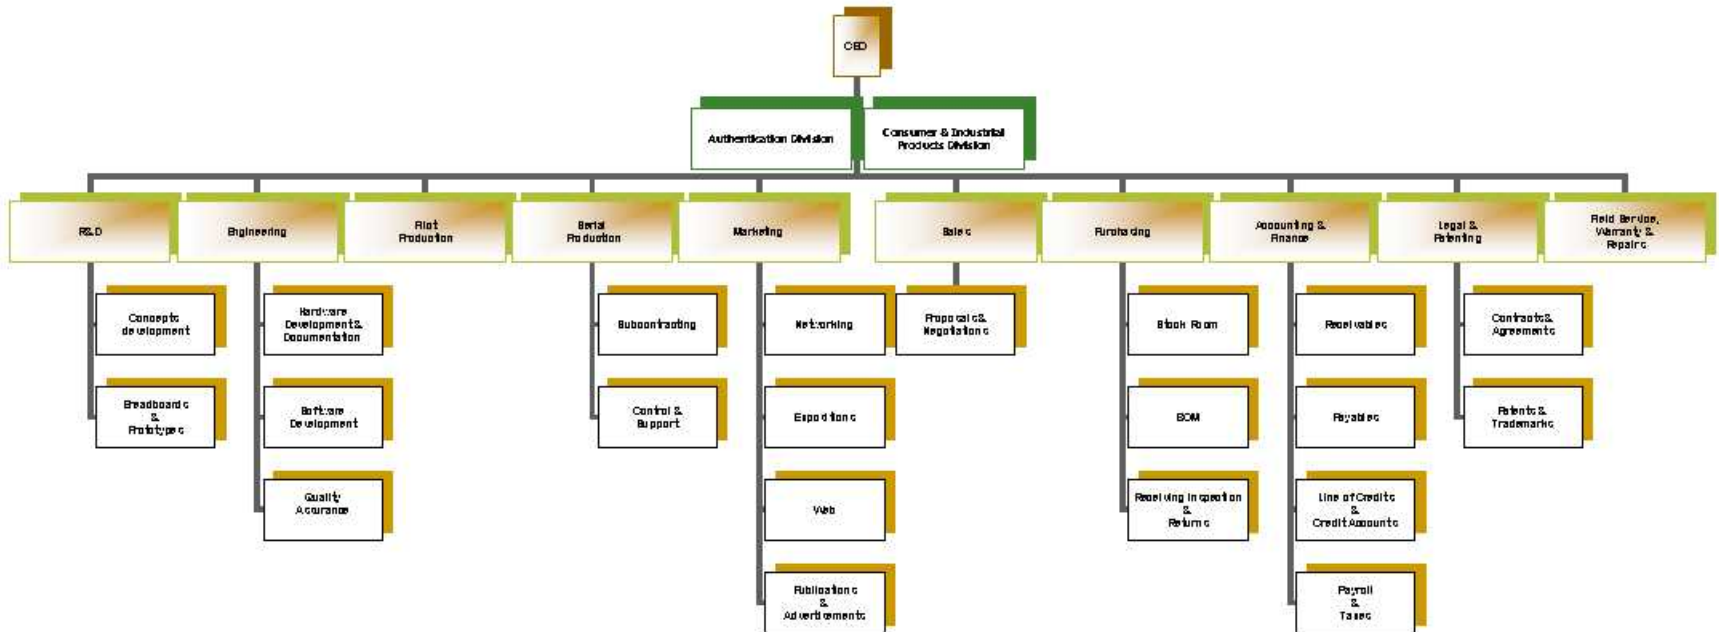 CEO
Authentication Division
Consumer & Industrial
Products Division
R&D
Engineering
Pilot
Production
Serial
Production
Marketing
Sales
Purchasing
Accounting &
Finance
Legal &
Patenting
Field Service,
Warranty &
Repairs
Concepts
development
Hardware
Development &
Documentation
Subcontracting
Networking
Proposals &
Negotiations
Stock Room
Receivables
Contracts &
Agreements
Breadboards
&
Prototypes
Software
Development
Control &
Support
Expositions
BOM
Payables
Patents &
Trademarks
Quality
Assurance
Web
Receiving Inspection
&
Returns
Line of Credits
&
Credit Accounts
Publications
&
Advertisements
Payroll
&
Taxes